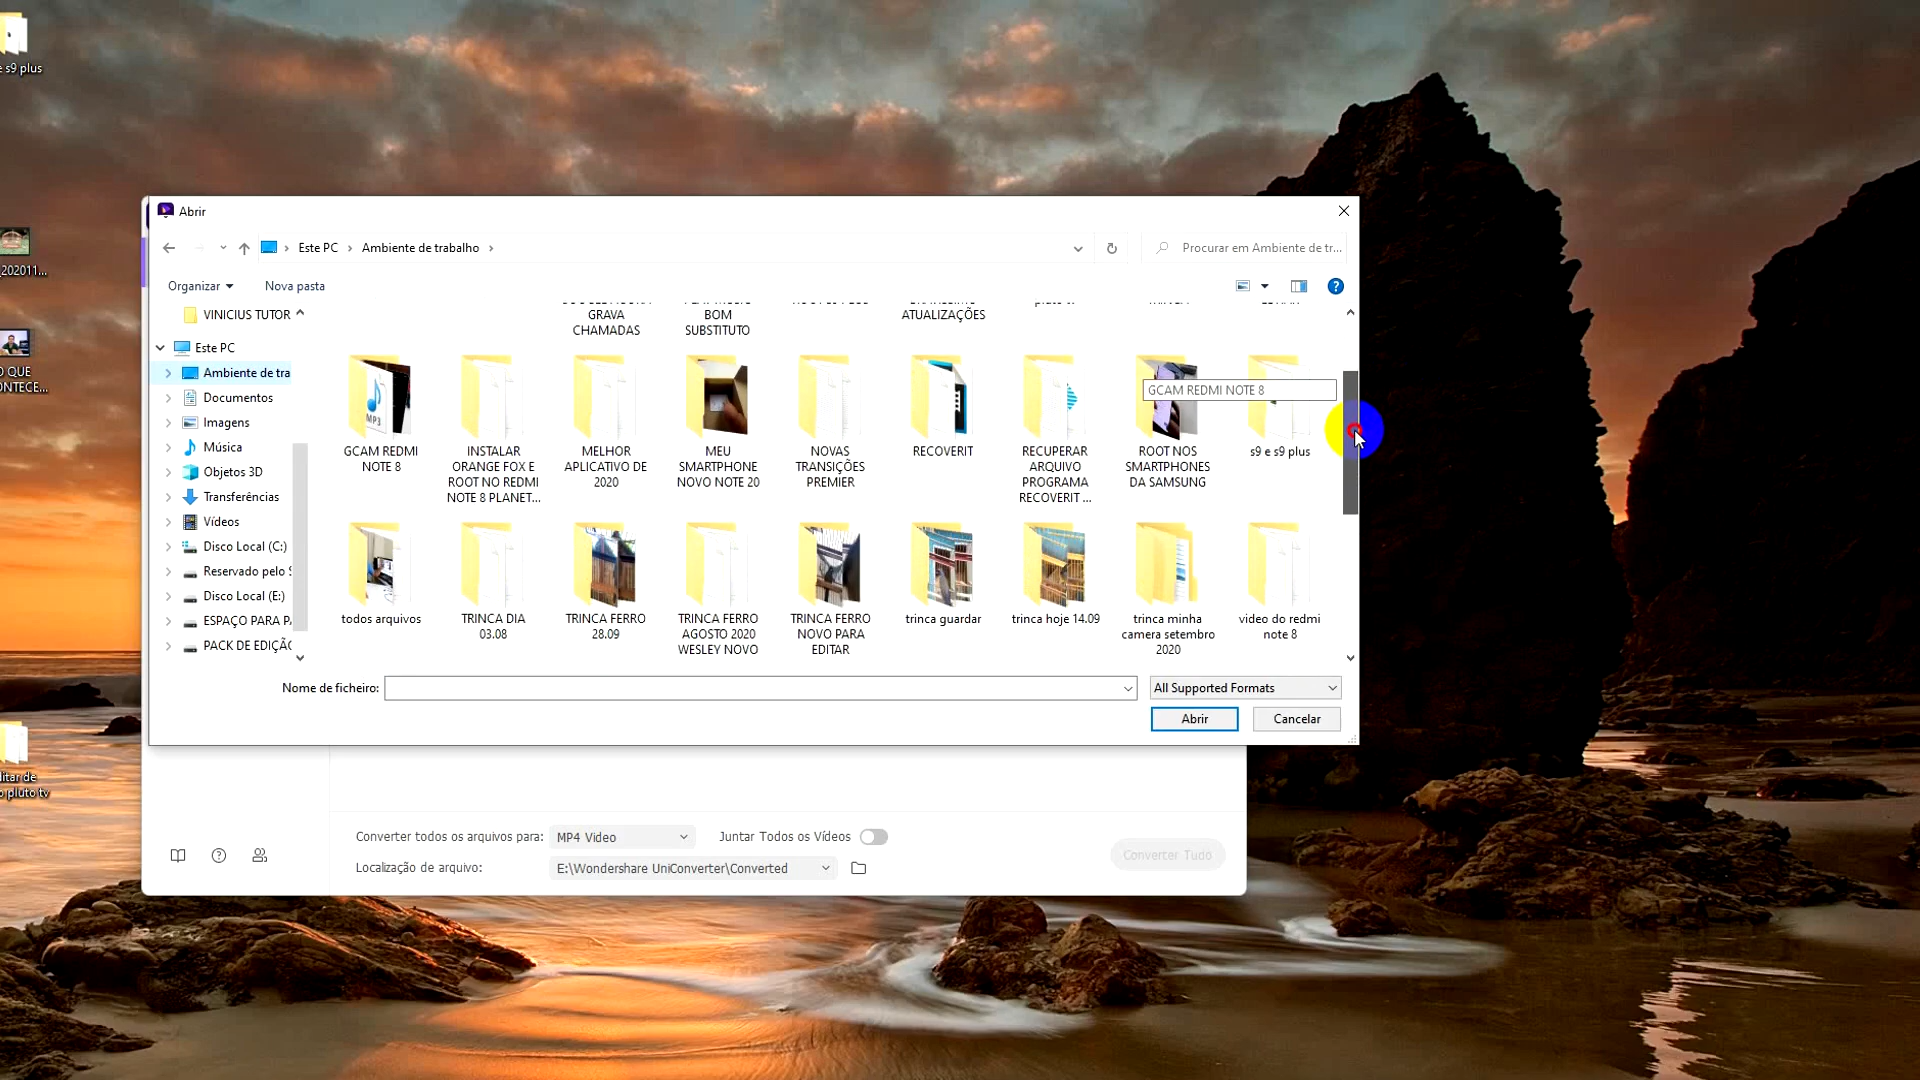 e s9 plus
_202011...
O QUE
ONTECE...
ditar de
o pluto tv
Abrir
Este PC
Ambiente de trabalho
Procurar em Ambiente de tr...
Organizar
Nova pasta
VINICIUS TUTOR
Este PC
Ambiente de tra
Documentos
Imagens
Música
Objetos 3D
Transferências
Vídeos
Disco Local (C:)
Reservado pelo S
Disco Local (E:)
ESPAÇO PARA PA
PACK DE EDIÇÃO
GRAVA
CHAMADAS
BOM
SUBSTITUTO
ATUALIZAÇÕES
pluto tv
MP3
GCAM REDMI
NOTE 8
INSTALAR
ORANGE FOX E
ROOT NO REDMI
NOTE 8 PLANET...
MELHOR
APLICATIVO DE
2020
MEU
SMARTPHONE
NOVO NOTE 20
NOVAS
TRANSIÇÕES
PREMIER
RECOVERIT
RECUPERAR
ARQUIVO
PROGRAMA
RECOVERIT ...
ROOT NOS
SMARTPHONES
DA SAMSUNG
s9 e s9 plus
GCAM REDMI NOTE 8
todos arquivos
TRINCA DIA
03.08
TRINCA FERRO
28.09
TRINCA FERRO
AGOSTO 2020
WESLEY NOVO
TRINCA FERRO
NOVO PARA
EDITAR
trinca guardar
trinca hoje 14.09
trinca minha
camera setembro
2020
video do redmi
note 8
Nome de ficheiro:
All Supported Formats
Abrir
Cancelar
Converter todos os arquivos para:
MP4 Video
Juntar Todos os Vídeos
Localização de arquivo:
E:\Wondershare UniConverter\Converted
Converter Tudo